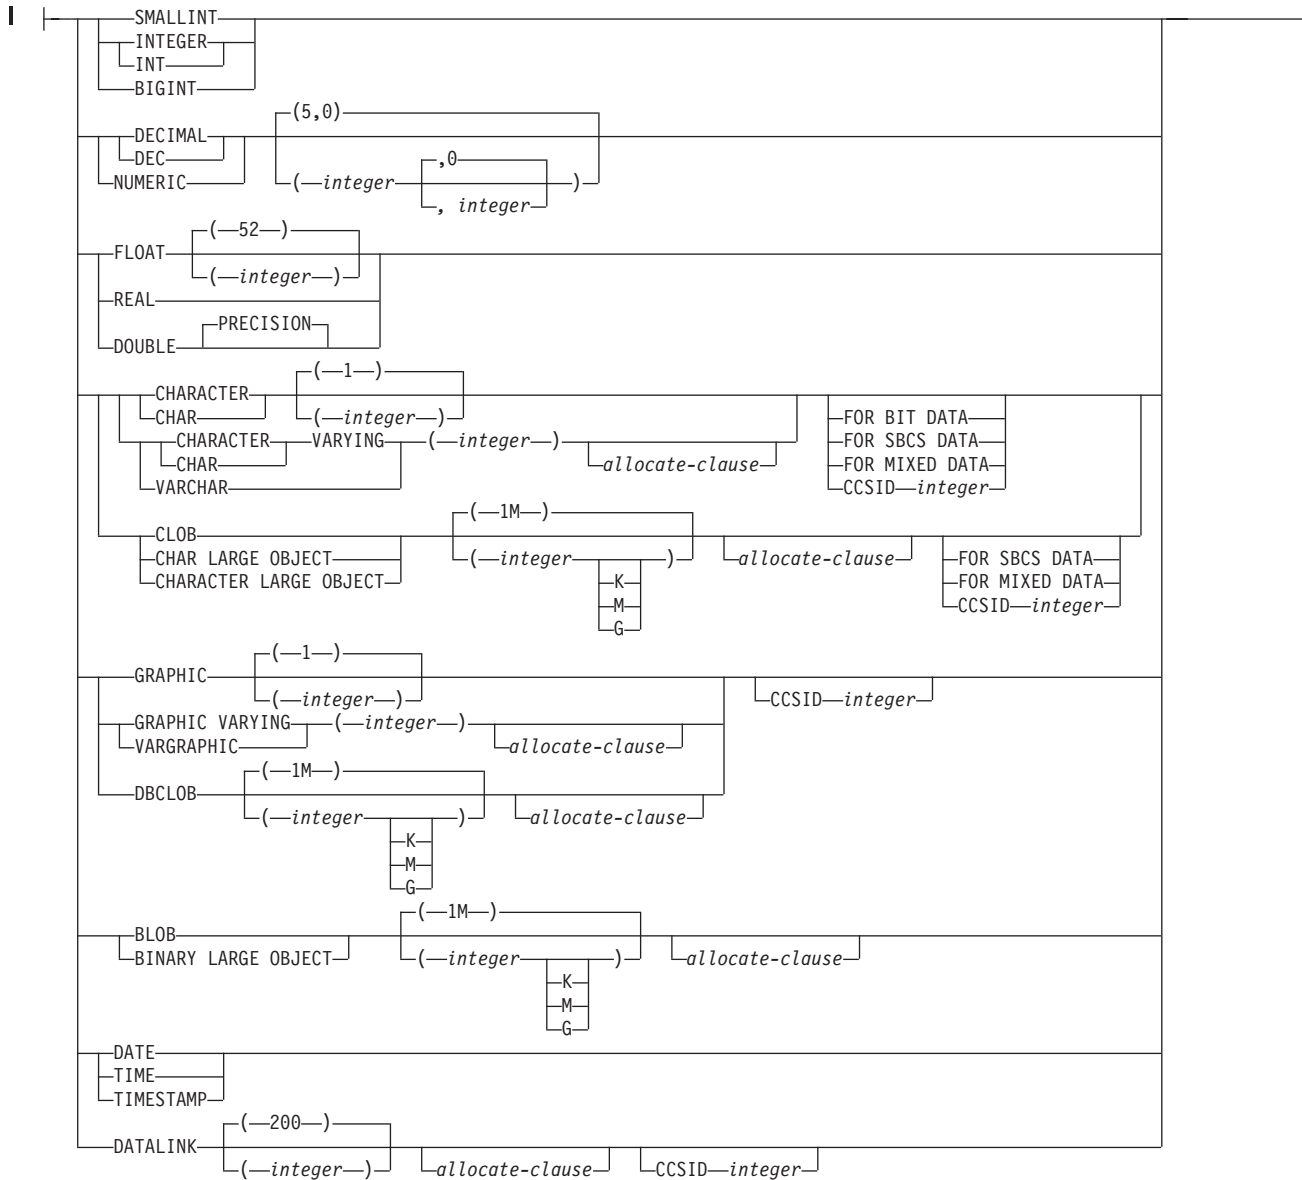 SMALLINT
INTEGER
INT
BIGINT
(5,0)
DECIMAL
DEC ,0
NUMERIC ( integer )
, integer
( 52 )
FLOAT
( integer )
REAL
PRECISION
DOUBLE
( 1 )
CHARACTER
CHAR ( integer ) FOR BIT DATA
CHARACTER VARYING ( integer ) FOR SBCS DATA
CHAR allocate-clause FOR MIXED DATA
VARCHAR CCSID integer
( 1M )
CLOB
CHAR LARGE OBJECT ( integer ) allocate-clause FOR SBCS DATA
CHARACTER LARGE OBJECT K FOR MIXED DATA
M CCSID integer
G
( 1 )
GRAPHIC
( integer ) CCSID integer
GRAPHIC VARYING ( integer )
VARGRAPHIC allocate-clause
( 1M )
DBCLOB
( integer ) allocate-clause
K
M
G
( 1M )
BLOB
BINARY LARGE OBJECT ( integer ) allocate-clause
K
M
G
DATE
TIME
TIMESTAMP
( 200 )
DATALINK
( integer ) allocate-clause CCSID integer